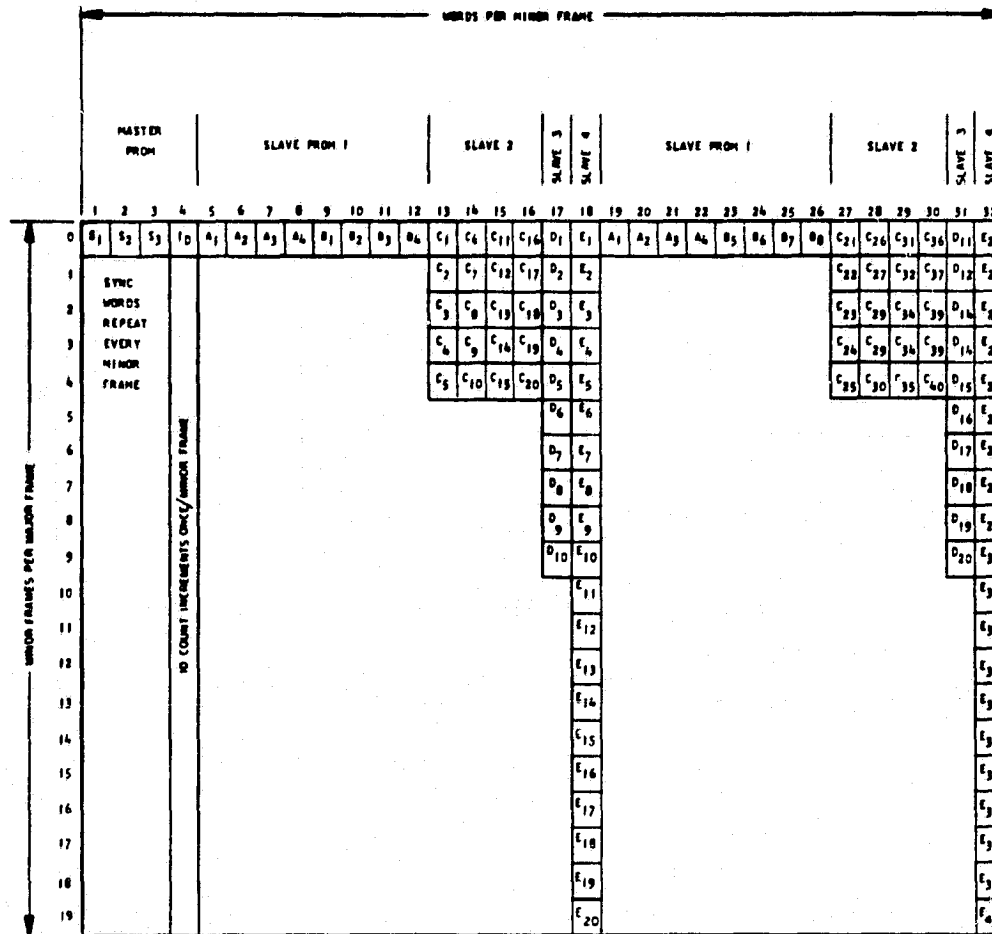 WORDS PER MINOR FRAME
MASTER PROM SLAVE PROM 1 SLAVE 2 SLAVE 3 SLAVE 4 SLAVE PROM 1 SLAVE 2 SLAVE 3 SLAVE 4
1 2 3 4 5 6 7 8 9 10 11 12 13 14 15 16 17 18 19 20 21 22 23 24 25 26 27 28 29 30 31 32
0 S1 S2 S3 ID A1 A2 A3 A4 B1 B2 B3 B4 C1 C6 C11 C16 D1 E1 A1 A2 A3 A4 B5 B6 B7 B8 C21 C26 C31 C36 D11
1 SYNC C2 C7 C12 C17 D2 E2 C22 C27 C32 C37 D12
2 WORDS C3 C8 C13 C18 D3 E3 C23 C29 C34 C39 D14
REPEAT
3 EVERY C4 C9 C14 C19 D4 E4 C24 C29 C34 C39 D14
MINOR
4 FRAME C5 C10 C15 C20 D5 E5 C25 C30 C35 C40 D15
5 D6 E6 D16
6 D7 E7 D17
7 D8 E8 D18
8 D9 E9 D19
9 D10 E10 D20
10 E11
11 E12
12 E13
13 E14
14 E15
15 E16
16 E17
17 E18
18 E19
19 E20
MINOR FRAMES PER MAJOR FRAME
ID COUNT INCREMENTS ONCE/MINOR FRAME